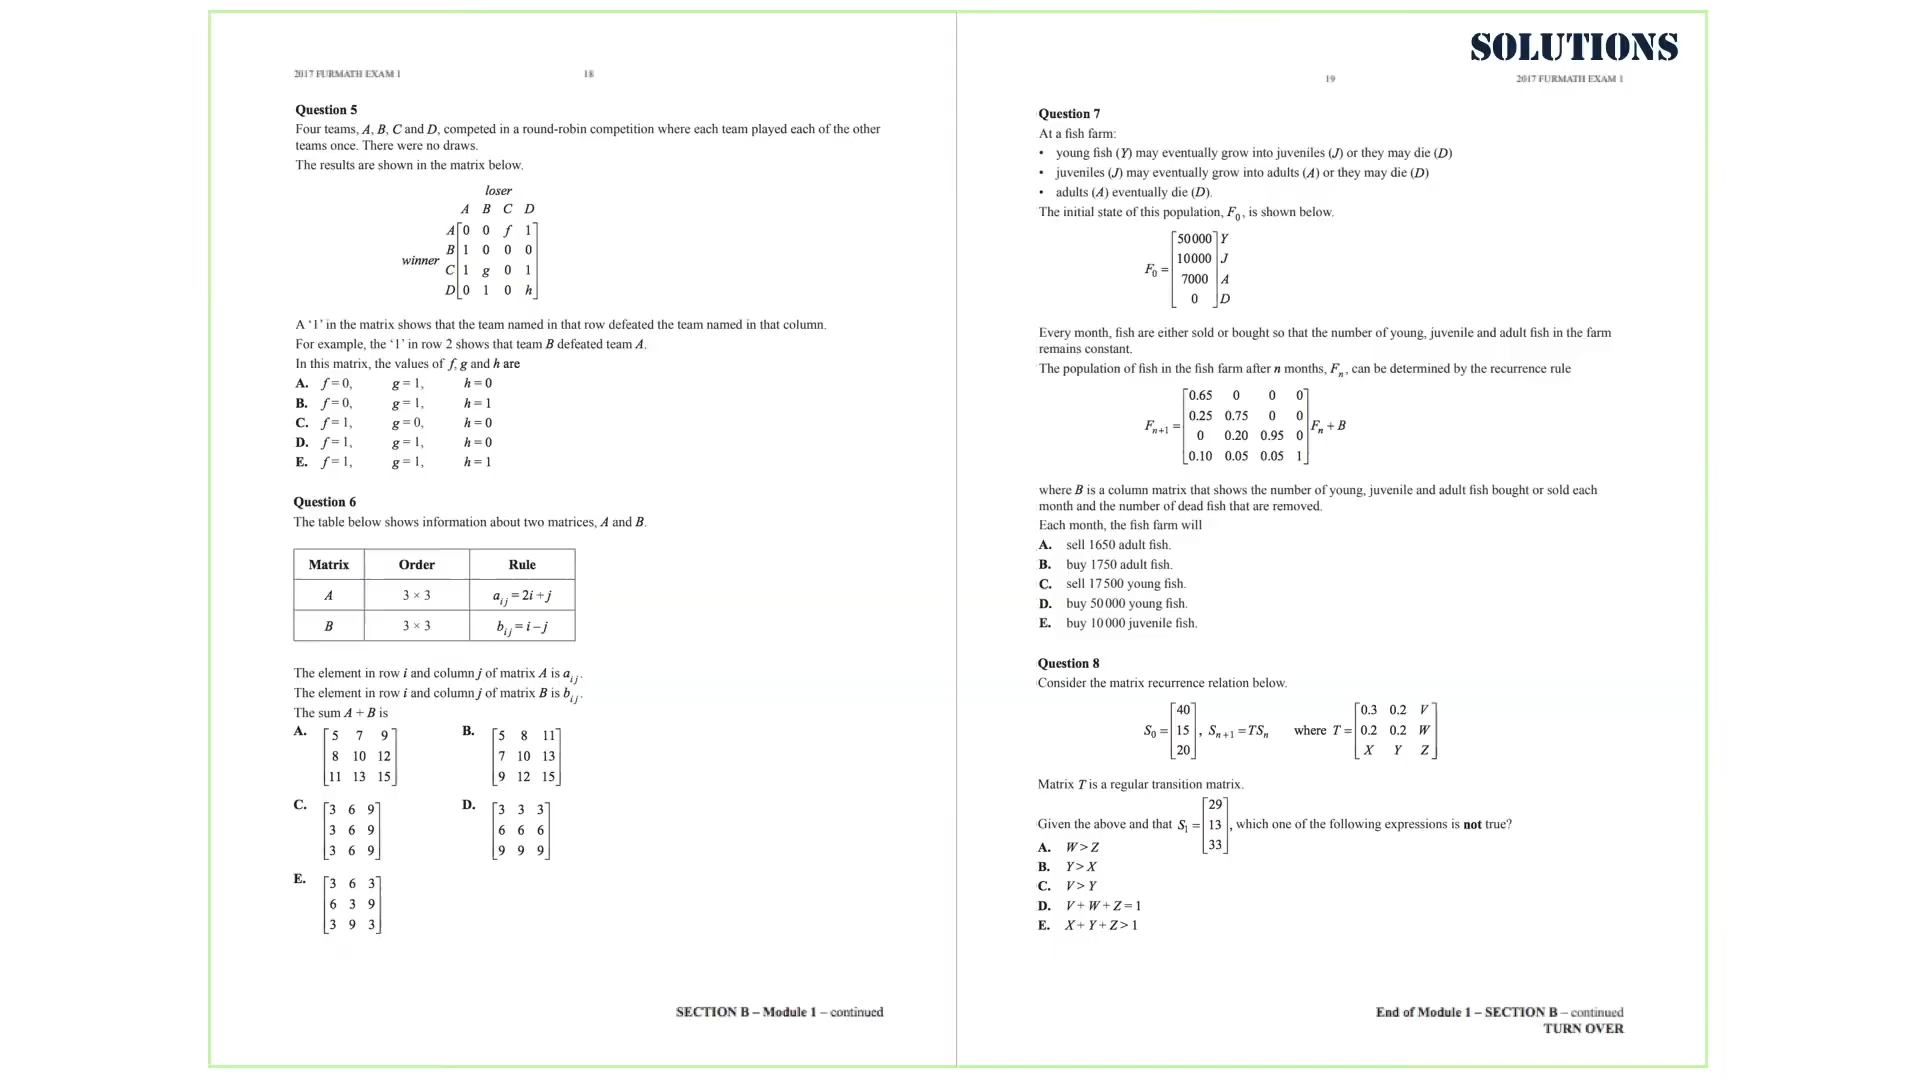 SOLUTIONS
2017 FURMATH EXAM 1 18
Question 5
Four teams, A, B, C and D, competed in a round-robin competition where each team played each of the other
teams once. There were no draws.
The results are shown in the matrix below.
loser
A B C D
A 0 0 f 1
B 1 0 0 0
winner
C 1 g 0 1
D 0 1 0 h
A ‘1’ in the matrix shows that the team named in that row defeated the team named in that column.
For example, the ‘1’ in row 2 shows that team B defeated team A.
In this matrix, the values of f, g and h are
A. f = 0, g = 1, h = 0
B. f = 0, g = 1, h = 1
C. f = 1, g = 0, h = 0
D. f = 1, g = 1, h = 0
E. f = 1, g = 1, h = 1
Question 6
The table below shows information about two matrices, A and B.
Matrix Order Rule
A 3 × 3 a_ij = 2i + j
B 3 × 3 b_ij = i – j
The element in row i and column j of matrix A is a_ij.
The element in row i and column j of matrix B is b_ij.
The sum A + B is
A. [5 7 9
8 10 12
11 13 15]
B. [5 8 11
7 10 13
9 12 15]
C. [3 6 9
3 6 9
3 6 9]
D. [3 3 3
6 6 6
9 9 9]
E. [3 6 3
6 3 9
3 9 3]
SECTION B – Module 1 – continued
19 2017 FURMATH EXAM 1
Question 7
At a fish farm:
• young fish (Y) may eventually grow into juveniles (J) or they may die (D)
• juveniles (J) may eventually grow into adults (A) or they may die (D)
• adults (A) eventually die (D).
The initial state of this population, F₀, is shown below.
50 000 Y
10 000 J
F₀ =
7000 A
0 D
Every month, fish are either sold or bought so that the number of young, juvenile and adult fish in the farm
remains constant.
The population of fish in the fish farm after n months, Fₙ, can be determined by the recurrence rule
0.65 0 0 0
0.25 0.75 0 0
Fₙ₊₁ = Fₙ + B
0 0.20 0.95 0
0.10 0.05 0.05 1
where B is a column matrix that shows the number of young, juvenile and adult fish bought or sold each
month and the number of dead fish that are removed.
Each month, the fish farm will
A. sell 1650 adult fish.
B. buy 1750 adult fish.
C. sell 17 500 young fish.
D. buy 50 000 young fish.
E. buy 10 000 juvenile fish.
Question 8
Consider the matrix recurrence relation below.
40 0.3 0.2 V
S₀ = 15 , Sₙ₊₁ = TSₙ where T = 0.2 0.2 W
20 X Y Z
Matrix T is a regular transition matrix.
29
Given the above and that S₁ = 13 , which one of the following expressions is not true?
33
A. W > Z
B. Y > X
C. V > Y
D. V + W + Z = 1
E. X + Y + Z > 1
End of Module 1 – SECTION B – continued
TURN OVER